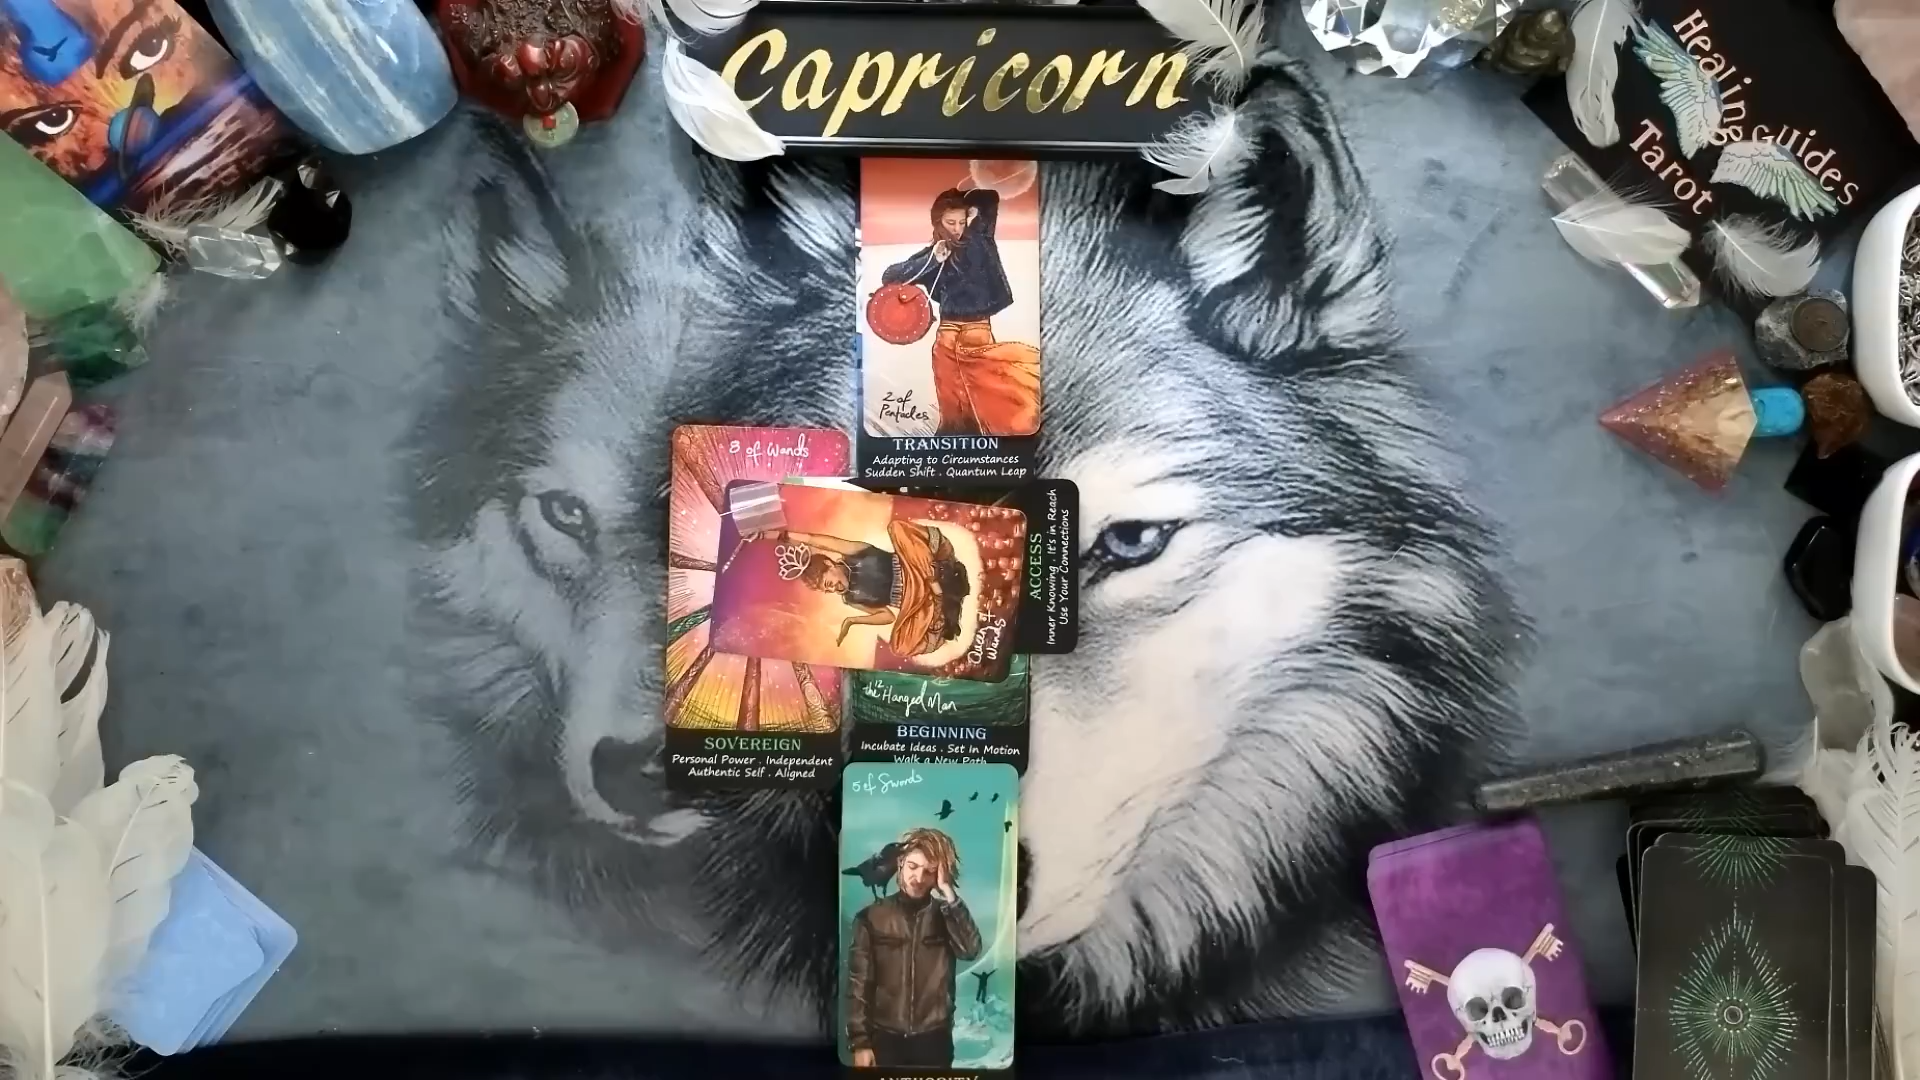 Capricorn
Healing
Guides
Tarot
2 of
Pentacles
TRANSITION
Adapting to Circumstances
Sudden Shift . Quantum Leap
8 of Wands
Queen of
Wands
ACCESS
Inner Knowing . It's in Reach
Use Your Connections
the 12 Hanged Man
BEGINNING
Incubate Ideas . Set In Motion
Walk a New Path
SOVEREIGN
Personal Power . Independent
Authentic Self . Aligned
5 of Swords